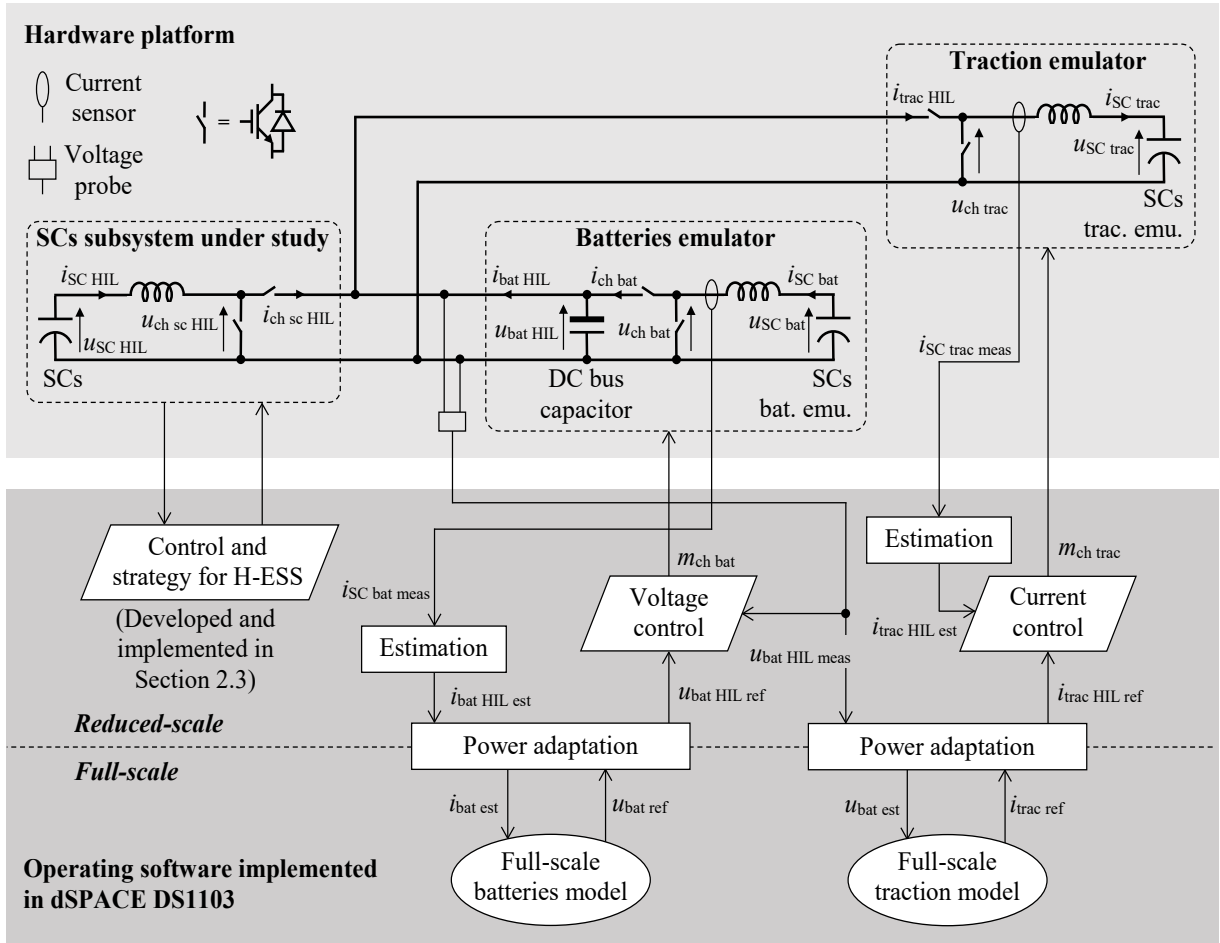 Hardware platform
Current
sensor
=
Voltage
probe
Traction emulator
i trac HIL
i SC trac
u SC trac
u ch trac
SCs
trac. emu.
SCs subsystem under study
i SC HIL
u ch sc HIL
i ch sc HIL
u SC HIL
SCs
Batteries emulator
i bat HIL
i ch bat
i SC bat
u bat HIL
u ch bat
u SC bat
DC bus
capacitor
SCs
bat. emu.
i SC trac meas
Control and
strategy for H-ESS
(Developed and
implemented in
Section 2.3)
i SC bat meas
Estimation
i bat HIL est
m ch bat
Voltage
control
u bat HIL ref
u bat HIL meas
Estimation
i trac HIL est
m ch trac
Current
control
i trac HIL ref
Reduced-scale
Full-scale
Power adaptation
Power adaptation
i bat est
u bat ref
u bat est
i trac ref
Full-scale
batteries model
Full-scale
traction model
Operating software implemented
in dSPACE DS1103